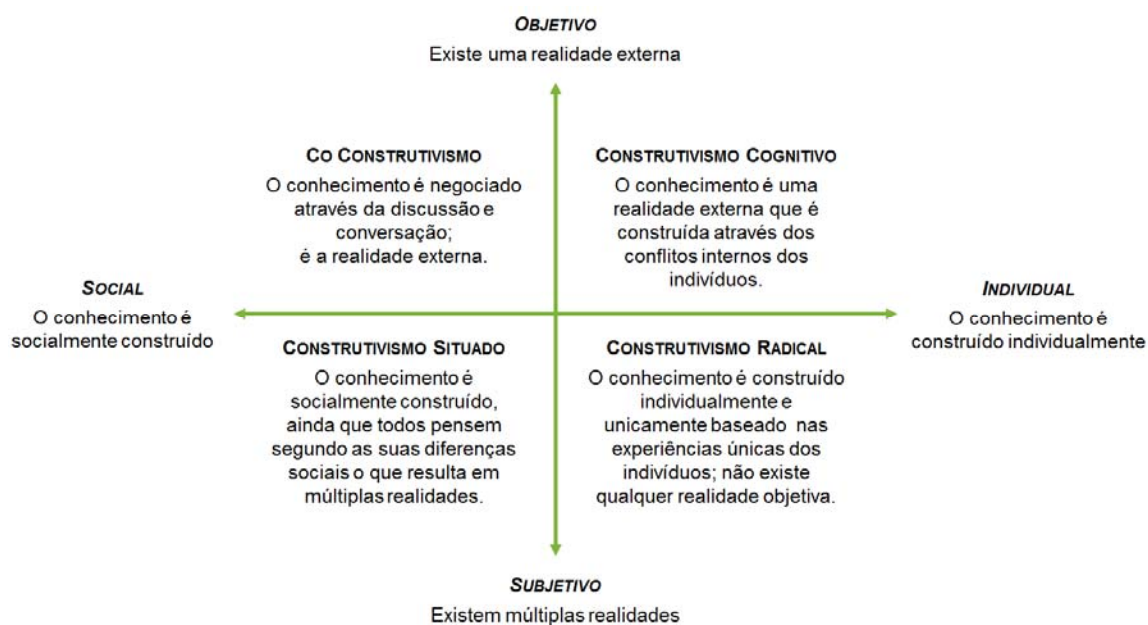 OBJETIVO
Existe uma realidade externa
CO CONSTRUTIVISMO
O conhecimento é negociado
através da discussão e
conversação;
é a realidade externa.
CONSTRUTIVISMO COGNITIVO
O conhecimento é uma
realidade externa que é
construída através dos
conflitos internos dos
indivíduos.
SOCIAL
O conhecimento é
socialmente construído
INDIVIDUAL
O conhecimento é
construído individualmente
CONSTRUTIVISMO SITUADO
O conhecimento é
socialmente construído,
ainda que todos pensem
segundo as suas diferenças
sociais o que resulta em
múltiplas realidades.
CONSTRUTIVISMO RADICAL
O conhecimento é construído
individualmente e
unicamente baseado nas
experiências únicas dos
indivíduos; não existe
qualquer realidade objetiva.
SUBJETIVO
Existem múltiplas realidades